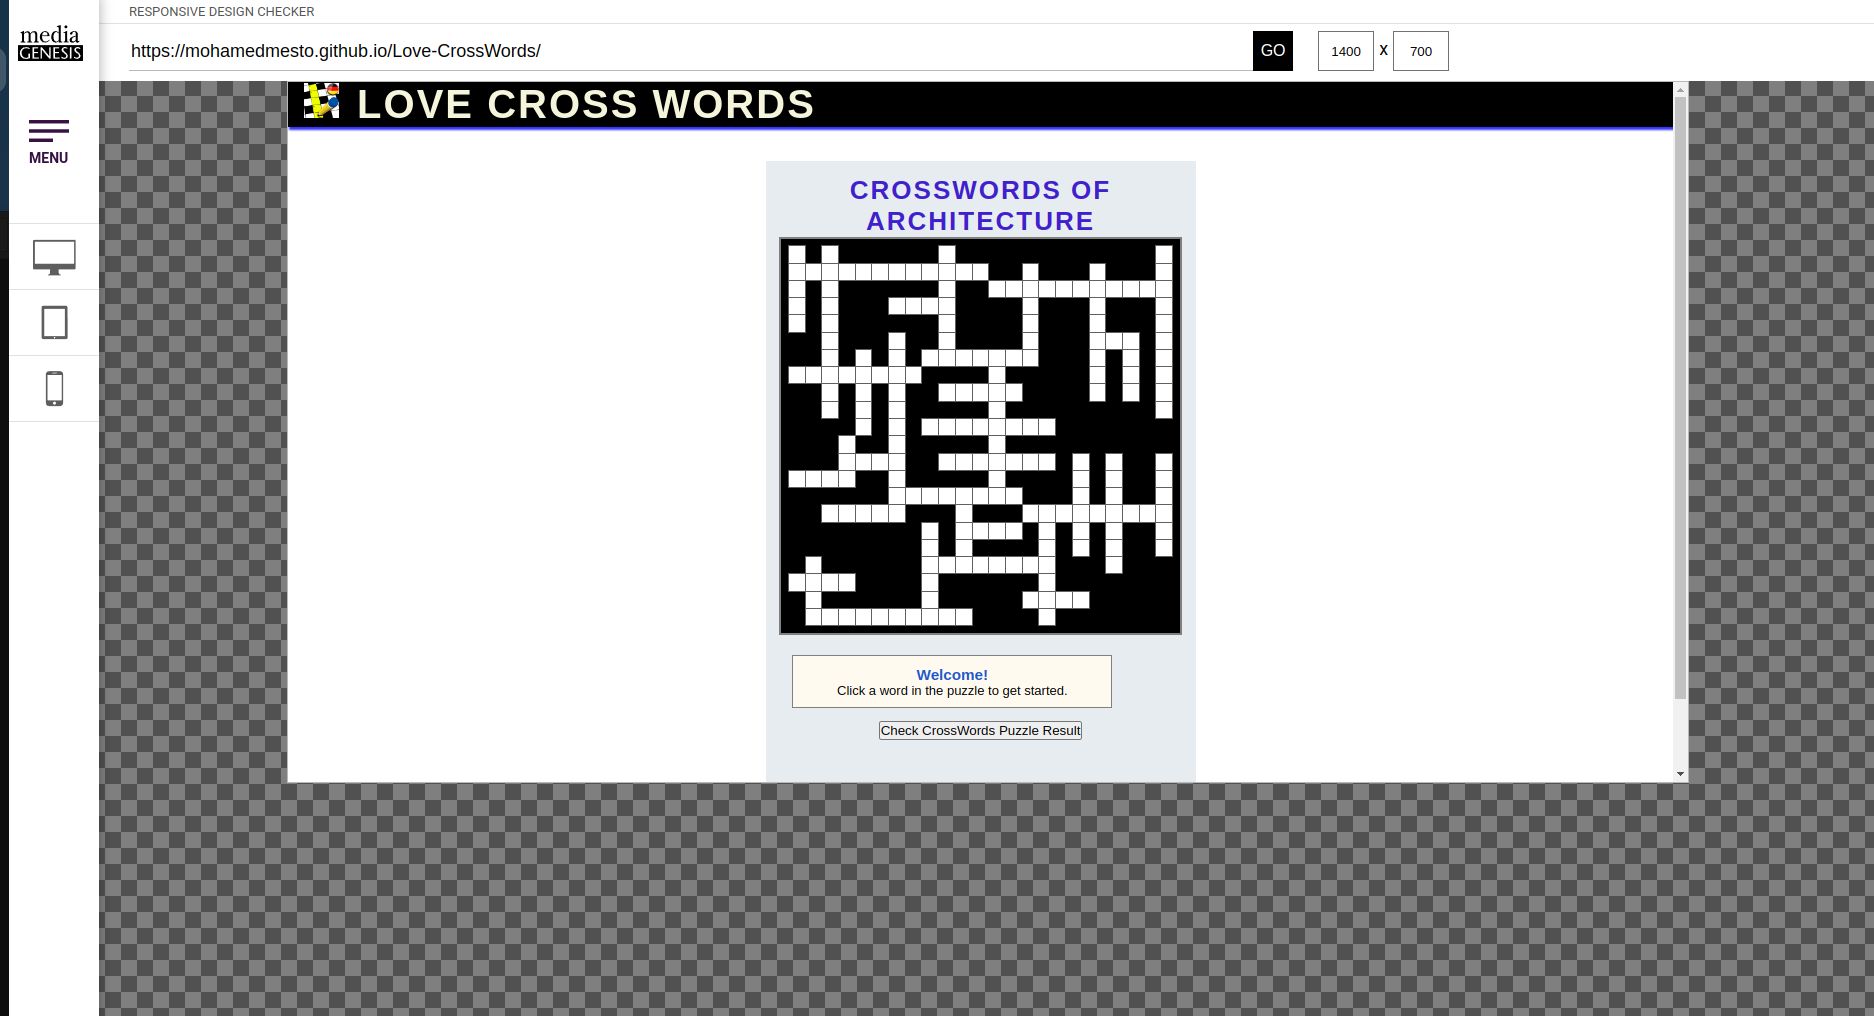 RESPONSIVE DESIGN CHECKER
media
GENESIS
https://mohamedmesto.github.io/Love-CrossWords/
GO
1400 X 700
MENU
LOVE CROSS WORDS
CROSSWORDS OF
ARCHITECTURE
Welcome!
Click a word in the puzzle to get started.
Check CrossWords Puzzle Result